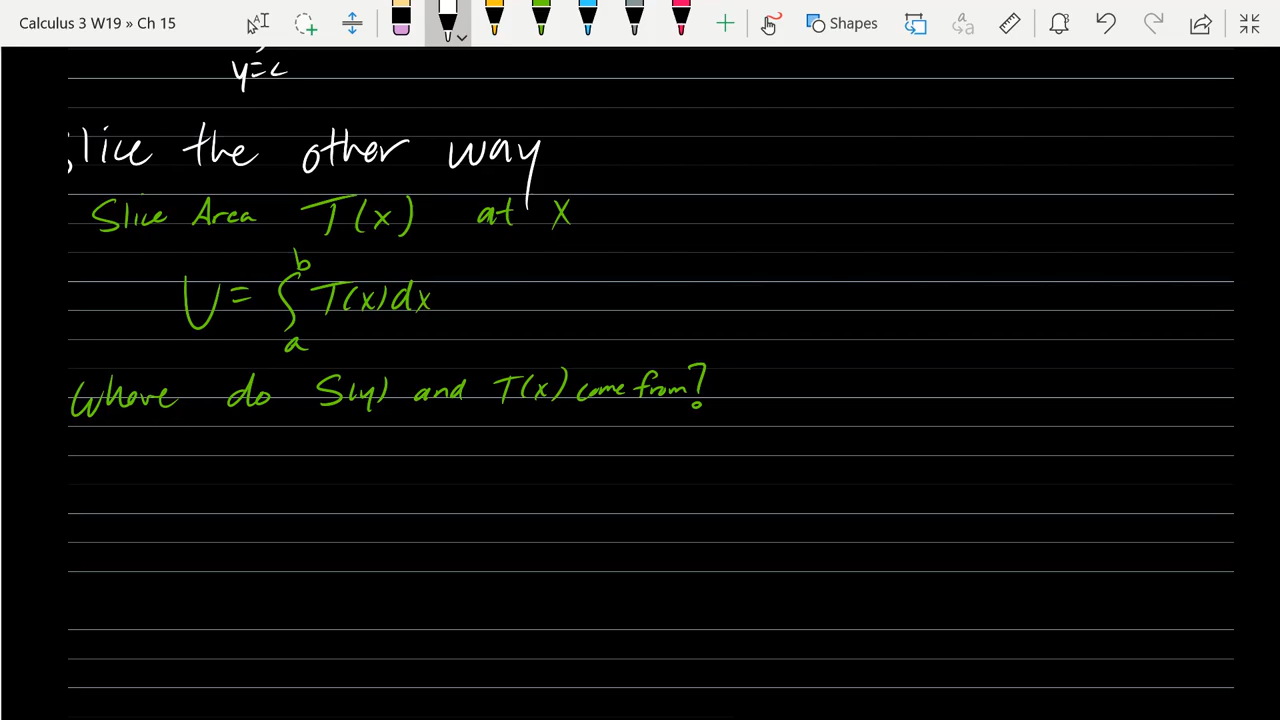 Calculus 3 W19 » Ch 15
Shapes
y=c
Slice the other way
Slice Area T(x) at x
V = ∫_a^b T(x)dx
Where do S(y) and T(x) come from?